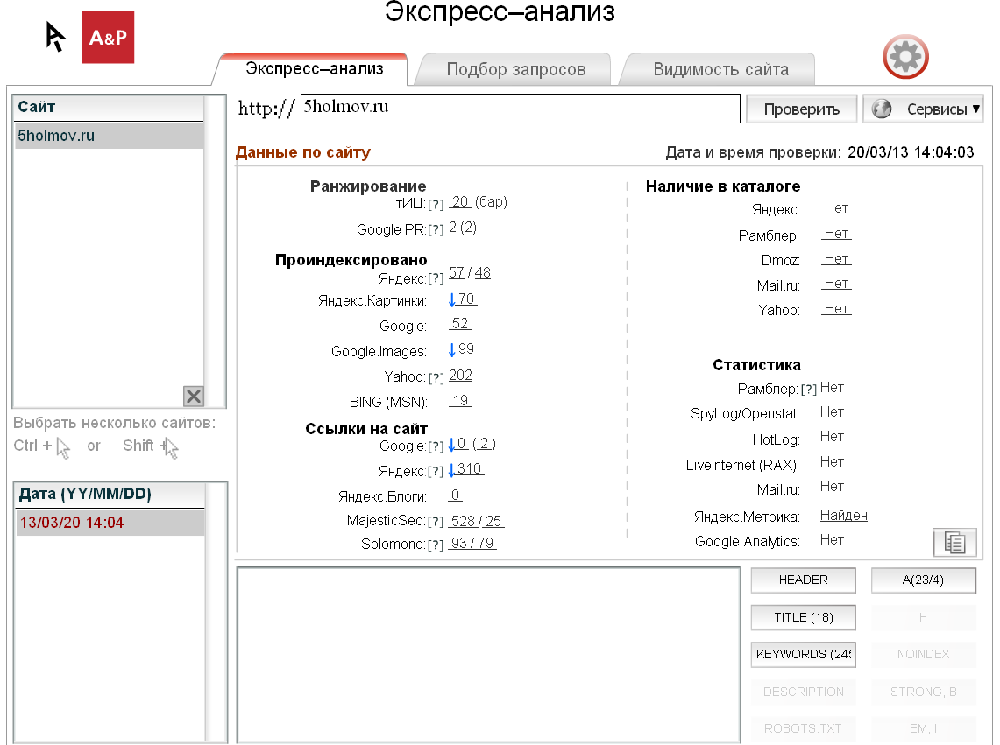 Экспресс–анализ
A&P
Экспресс–анализ
Подбор запросов
Видимость сайта
Сайт
5holmov.ru
Выбрать несколько сайтов:
Ctrl + or Shift +
Дата (YY/MM/DD)
13/03/20 14:04
http:// 5holmov.ru Проверить Сервисы ▼
Данные по сайту Дата и время проверки: 20/03/13 14:04:03
Ранжирование
тИЦ:[?] 20 (бар)
Google PR:[?] 2 (2)
Проиндексировано
Яндекс:[?] 57 / 48
Яндекс.Картинки: ↓70
Google: 52
Google.Images: ↓99
Yahoo:[?] 202
BING (MSN): 19
Ссылки на сайт
Google:[?] ↓0 ( 2 )
Яндекс:[?] ↓310
Яндекс.Блоги: 0
MajesticSeo:[?] 528 / 25
Solomono:[?] 93 / 79
Наличие в каталоге
Яндекс: Нет
Рамблер: Нет
Dmoz: Нет
Mail.ru: Нет
Yahoo: Нет
Статистика
Рамблер:[?] Нет
SpyLog/Openstat: Нет
HotLog: Нет
LiveInternet (RAX): Нет
Mail.ru: Нет
Яндекс.Метрика: Найден
Google Analytics: Нет
HEADER A(23/4)
TITLE (18) H
KEYWORDS (245 NOINDEX
DESCRIPTION STRONG, B
ROBOTS.TXT EM, I